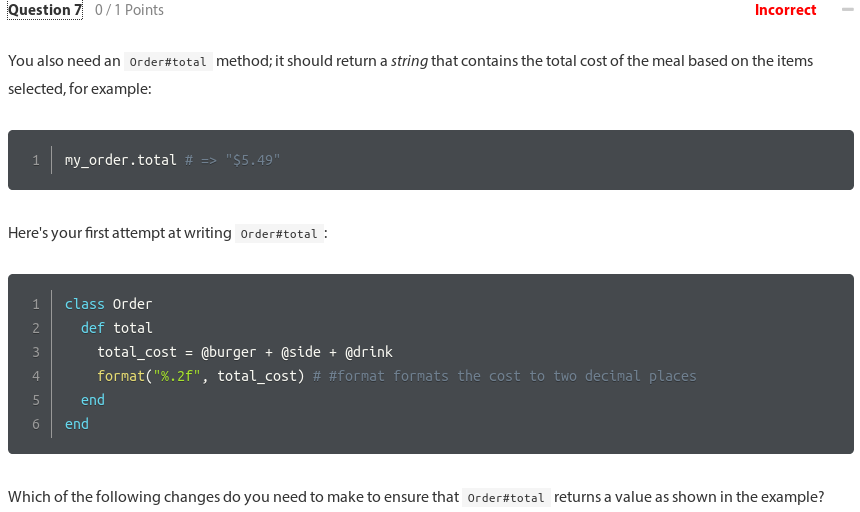 Question 7 0 / 1 Points Incorrect
You also need an Order#total method; it should return a string that contains the total cost of the meal based on the items
selected, for example:
1 my_order.total # => "$5.49"
Here's your first attempt at writing Order#total :
1 class Order
2 def total
3 total_cost = @burger + @side + @drink
4 format("%.2f", total_cost) # #format formats the cost to two decimal places
5 end
6 end
Which of the following changes do you need to make to ensure that Order#total returns a value as shown in the example?